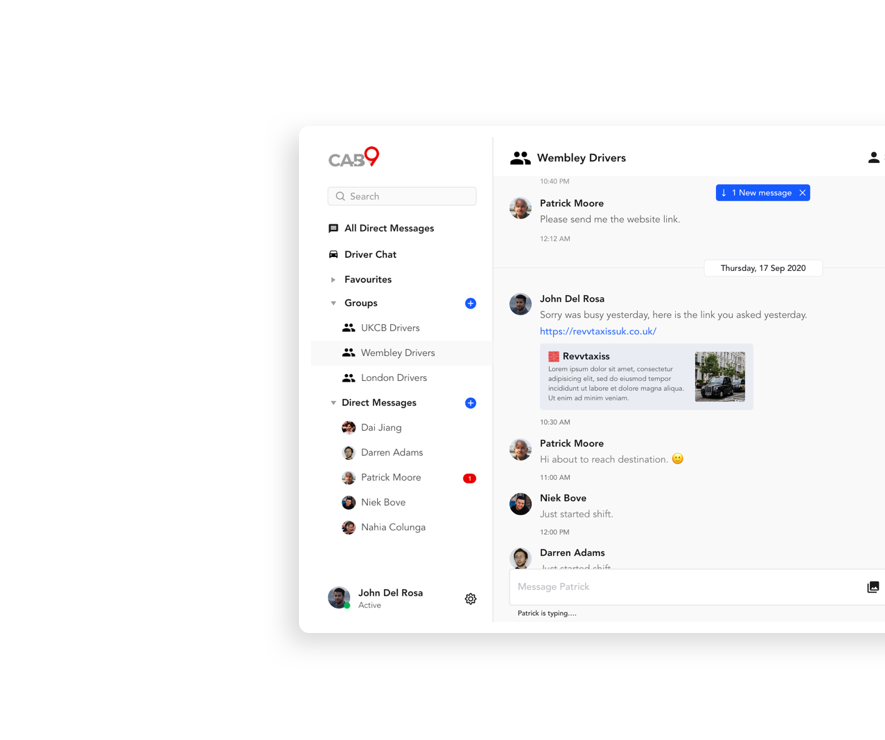 CAB9
Search
All Direct Messages
Driver Chat
Favourites
Groups
UKCB Drivers
Wembley Drivers
London Drivers
Direct Messages
Dai Jiang
Darren Adams
Patrick Moore
1
Niek Bove
Nahia Colunga
John Del Rosa
Active
Wembley Drivers
10:40 PM
1 New message
Patrick Moore
Please send me the website link.
12:12 AM
Thursday, 17 Sep 2020
John Del Rosa
Sorry was busy yesterday, here is the link you asked yesterday.
https://revvtaxissuk.co.uk/
Revvtaxiss
Lorem ipsum dolor sit amet, consectetur
adipisicing elit, sed do eiusmod tempor
incididunt ut labore et dolore magna aliqua.
Ut enim ad minim veniam.
10:30 AM
Patrick Moore
Hi about to reach destination. 😊
11:00 AM
Niek Bove
Just started shift.
12:00 PM
Darren Adams
Just started shift
Message Patrick
Patrick is typing....